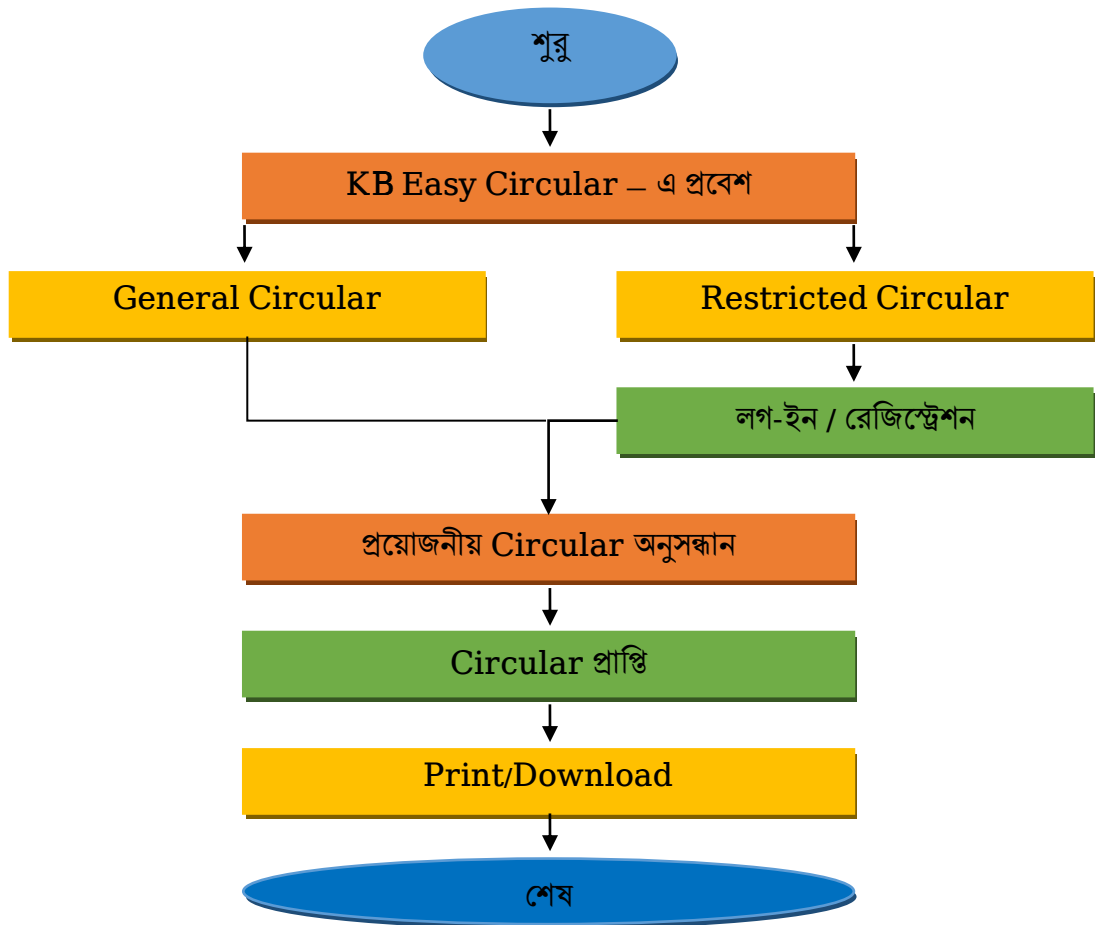 শুরু
KB Easy Circular – এ প্রবেশ
General Circular
Restricted Circular
লগ-ইন / রেজিস্ট্রেশন
প্রয়োজনীয় Circular অনুসন্ধান
Circular প্রাপ্তি
Print/Download
শেষ